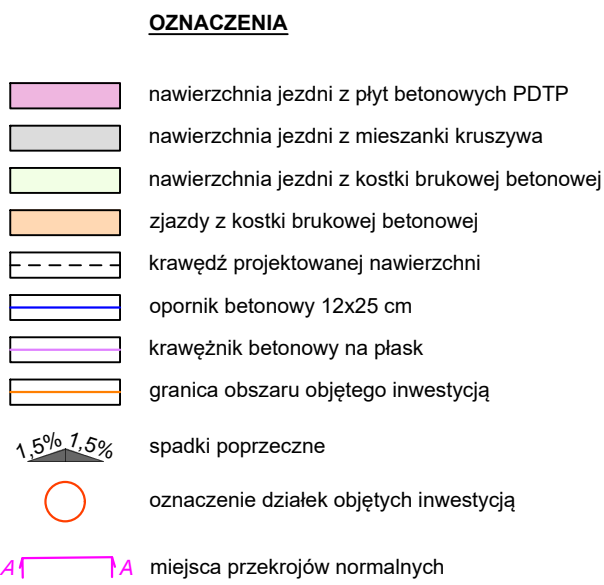 OZNACZENIA
nawierzchnia jezdni z płyt betonowych PDTP
nawierzchnia jezdni z mieszanki kruszywa
nawierzchnia jezdni z kostki brukowej betonowej
zjazdy z kostki brukowej betonowej
krawędź projektowanej nawierzchni
opornik betonowy 12x25 cm
krawężnik betonowy na płask
granica obszaru objętego inwestycją
1,5% 1,5% spadki poprzeczne
oznaczenie działek objętych inwestycją
A A miejsca przekrojów normalnych